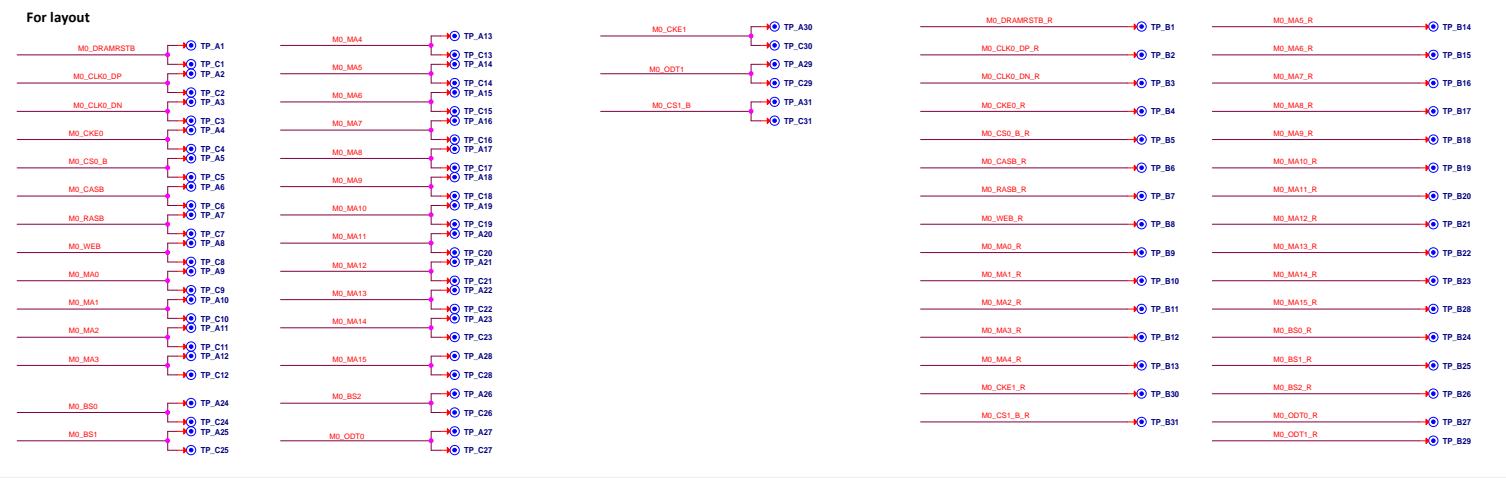 For layout
M0_DRAMRSTB
TP_A1
TP_C1
M0_CLK0_DP
TP_A2
TP_C2
M0_CLK0_DN
TP_A3
TP_C3
M0_CKE0
TP_A4
TP_C4
M0_CS0_B
TP_A5
TP_C5
M0_CASB
TP_A6
TP_C6
M0_RASB
TP_A7
TP_C7
M0_WEB
TP_A8
TP_C8
M0_MA0
TP_A9
TP_C9
M0_MA1
TP_A10
TP_C10
M0_MA2
TP_A11
TP_C11
M0_MA3
TP_A12
TP_C12
M0_BS0
TP_A24
TP_C24
M0_BS1
TP_A25
TP_C25
M0_MA4
TP_A13
TP_C13
M0_MA5
TP_A14
TP_C14
M0_MA6
TP_A15
TP_C15
M0_MA7
TP_A16
TP_C16
M0_MA8
TP_A17
TP_C17
M0_MA9
TP_A18
TP_C18
M0_MA10
TP_A19
TP_C19
M0_MA11
TP_A20
TP_C20
M0_MA12
TP_A21
TP_C21
M0_MA13
TP_A22
TP_C22
M0_MA14
TP_A23
TP_C23
M0_MA15
TP_A28
TP_C28
M0_BS2
TP_A26
TP_C26
M0_ODT0
TP_A27
TP_C27
M0_CKE1
TP_A30
TP_C30
M0_ODT1
TP_A29
TP_C29
M0_CS1_B
TP_A31
TP_C31
M0_DRAMRSTB_R
TP_B1
M0_CLK0_DP_R
TP_B2
M0_CLK0_DN_R
TP_B3
M0_CKE0_R
TP_B4
M0_CS0_B_R
TP_B5
M0_CASB_R
TP_B6
M0_RASB_R
TP_B7
M0_WEB_R
TP_B8
M0_MA0_R
TP_B9
M0_MA1_R
TP_B10
M0_MA2_R
TP_B11
M0_MA3_R
TP_B12
M0_MA4_R
TP_B13
M0_CKE1_R
TP_B30
M0_CS1_B_R
TP_B31
M0_MA5_R
TP_B14
M0_MA6_R
TP_B15
M0_MA7_R
TP_B16
M0_MA8_R
TP_B17
M0_MA9_R
TP_B18
M0_MA10_R
TP_B19
M0_MA11_R
TP_B20
M0_MA12_R
TP_B21
M0_MA13_R
TP_B22
M0_MA14_R
TP_B23
M0_MA15_R
TP_B28
M0_BS0_R
TP_B24
M0_BS1_R
TP_B25
M0_BS2_R
TP_B26
M0_ODT0_R
TP_B27
M0_ODT1_R
TP_B29